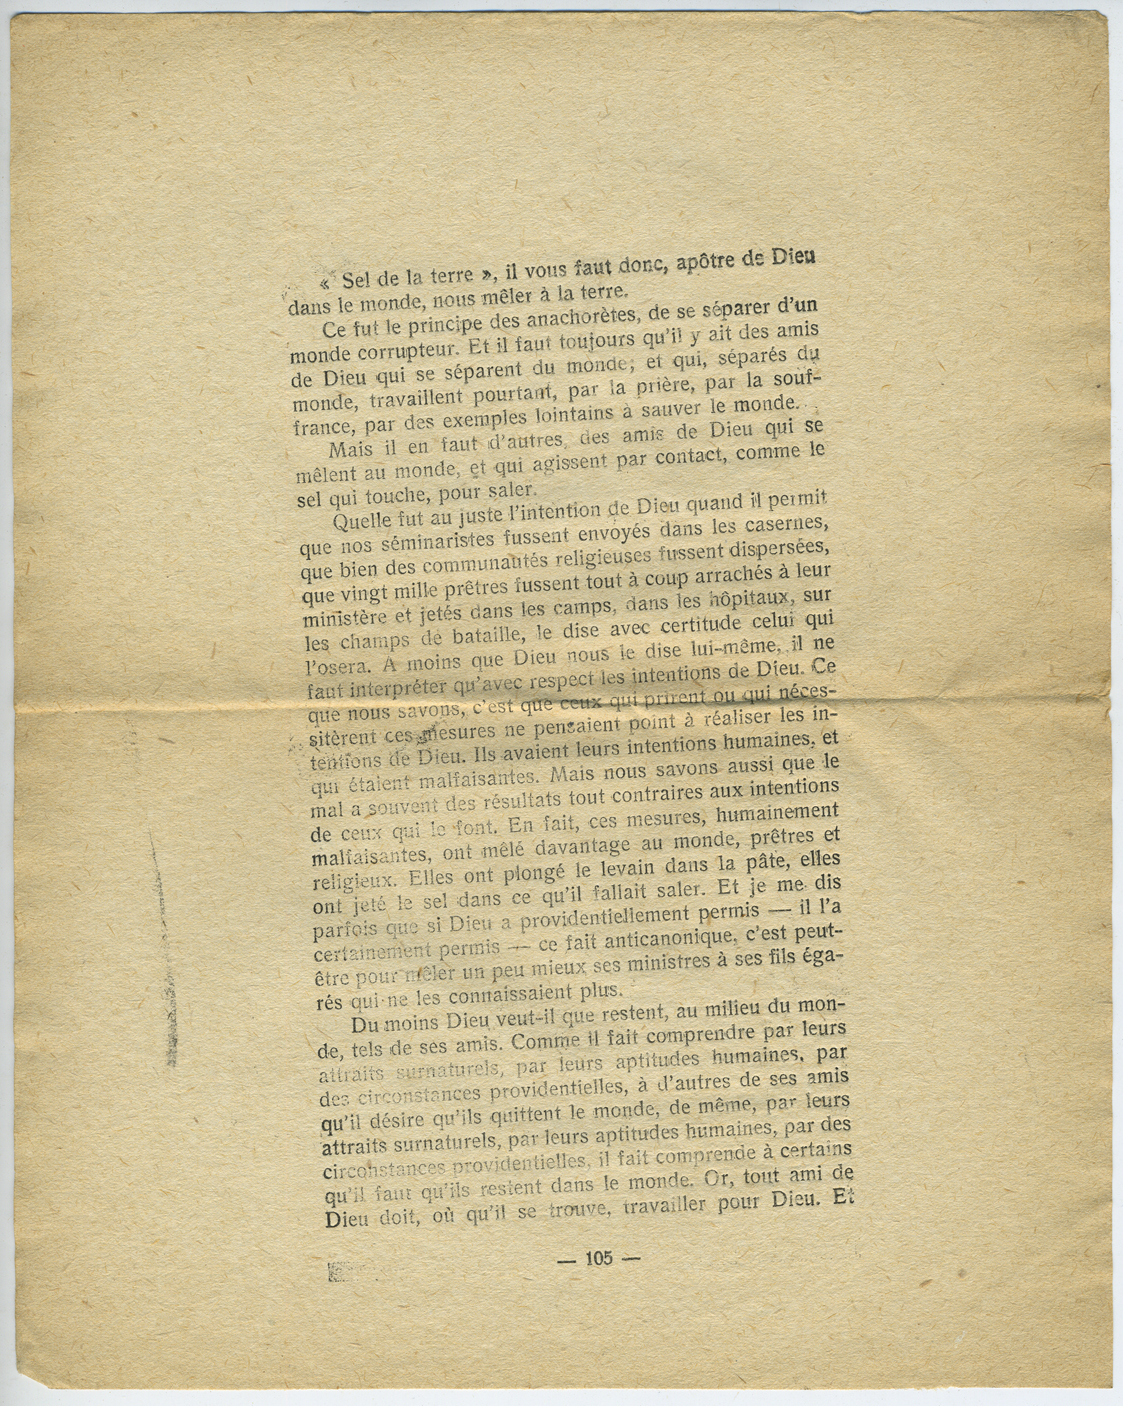 « Sel de la terre », il vous faut donc, apôtre de Dieu
dans le monde, nous mêler à la terre.
Ce fut le principe des anachorètes, de se séparer d'un
monde corrupteur. Et il faut toujours qu'il y ait des amis
de Dieu qui se séparent du monde; et qui, séparés du
monde, travaillent pourtant, par la prière, par la souf-
france, par des exemples lointains à sauver le monde.
Mais il en faut d'autres, des amis de Dieu qui se
mêlent au monde, et qui agissent par contact, comme le
sel qui touche, pour saler.
Quelle fut au juste l'intention de Dieu quand il permit
que nos séminaristes fussent envoyés dans les casernes,
que bien des communautés religieuses fussent dispersées,
que vingt mille prêtres fussent tout à coup arrachés à leur
ministère et jetés dans les camps, dans les hôpitaux, sur
les champs de bataille, le dise avec certitude celui qui
l'osera. A moins que Dieu nous le dise lui-même, il ne
faut interpréter qu'avec respect les intentions de Dieu. Ce
que nous savons, c'est que ceux qui prirent ou qui néces-
sitèrent ces mesures ne pensaient point à réaliser les in-
tentions de Dieu. Ils avaient leurs intentions humaines, et
qui étaient malfaisantes. Mais nous savons aussi que le
mal a souvent des résultats tout contraires aux intentions
de ceux qui le font. En fait, ces mesures, humainement
malfaisantes, ont mêlé davantage au monde, prêtres et
religieux. Elles ont plongé le levain dans la pâte, elles
ont jeté le sel dans ce qu'il fallait saler. Et je me dis
parfois que si Dieu a providentiellement permis — il l'a
certainement permis — ce fait anticanonique, c'est peut-
être pour mêler un peu mieux ses ministres à ses fils éga-
rés qui ne les connaissaient plus.
Du moins Dieu veut-il que restent, au milieu du mon-
de, tels de ses amis. Comme il fait comprendre par leurs
attraits surnaturels, par leurs aptitudes humaines, par
des circonstances providentielles, à d'autres de ses amis
qu'il désire qu'ils quittent le monde, de même, par leurs
attraits surnaturels, par leurs aptitudes humaines, par des
circonstances providentielles, il fait comprende à certains
qu'il faut qu'ils restent dans le monde. Or, tout ami de
Dieu doit, où qu'il se trouve, travailler pour Dieu. Et
— 105 —